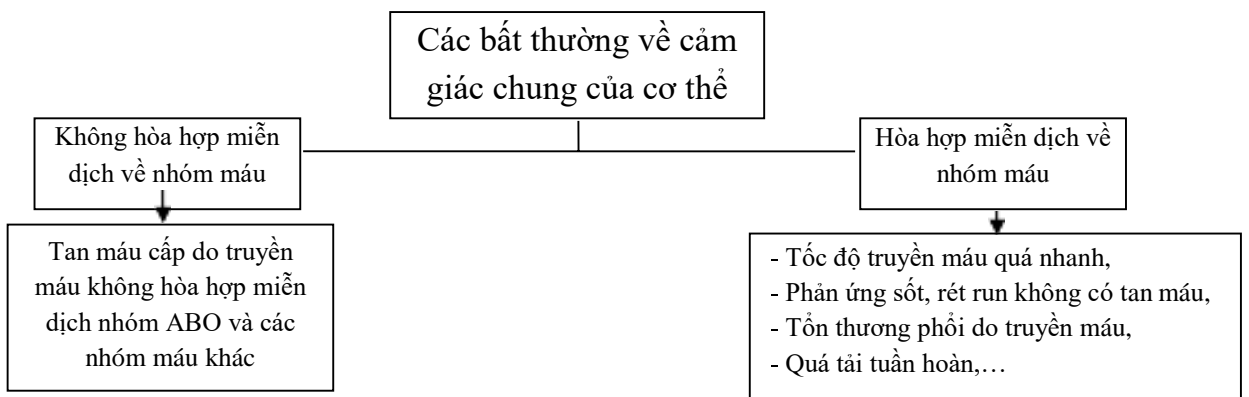 Các bất thường về cảm
giác chung của cơ thể
Không hòa hợp miễn
dịch về nhóm máu
Hòa hợp miễn dịch về
nhóm máu
Tan máu cấp do truyền
máu không hòa hợp miễn
dịch nhóm ABO và các
nhóm máu khác
- Tốc độ truyền máu quá nhanh,
- Phản ứng sốt, rét run không có tan máu,
- Tổn thương phổi do truyền máu,
- Quá tải tuần hoàn,…